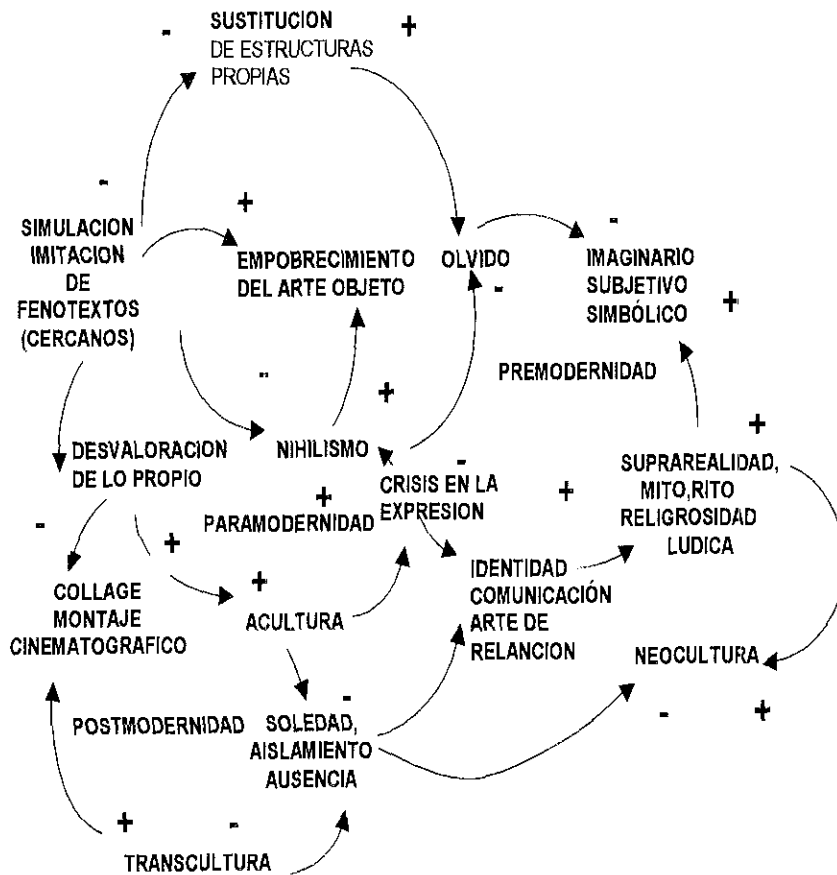 SUSTITUCION
DE ESTRUCTURAS
PROPIAS
- +
- +
SIMULACION
IMITACION
DE
FENOTEXTOS
(CERCANOS)
EMPOBRECIMIENTO
DEL ARTE OBJETO
OLVIDO
-
-
IMAGINARIO
SUBJETIVO
SIMBÓLICO
+
PREMODERNIDAD
- +
DESVALORACION
DE LO PROPIO
NIHILISMO
-
CRISIS EN LA
EXPRESION
+
+
+
SUPRAREALIDAD,
MITO,RITO
RELIGROSIDAD
LUDICA
PARAMODERNIDAD
- +
COLLAGE
MONTAJE
CINEMATOGRAFICO
+
ACULTURA
IDENTIDAD
COMUNICACIÓN
ARTE DE
RELANCION
NEOCULTURA
- +
POSTMODERNIDAD
-
SOLEDAD,
AISLAMIENTO
AUSENCIA
+ -
TRANSCULTURA